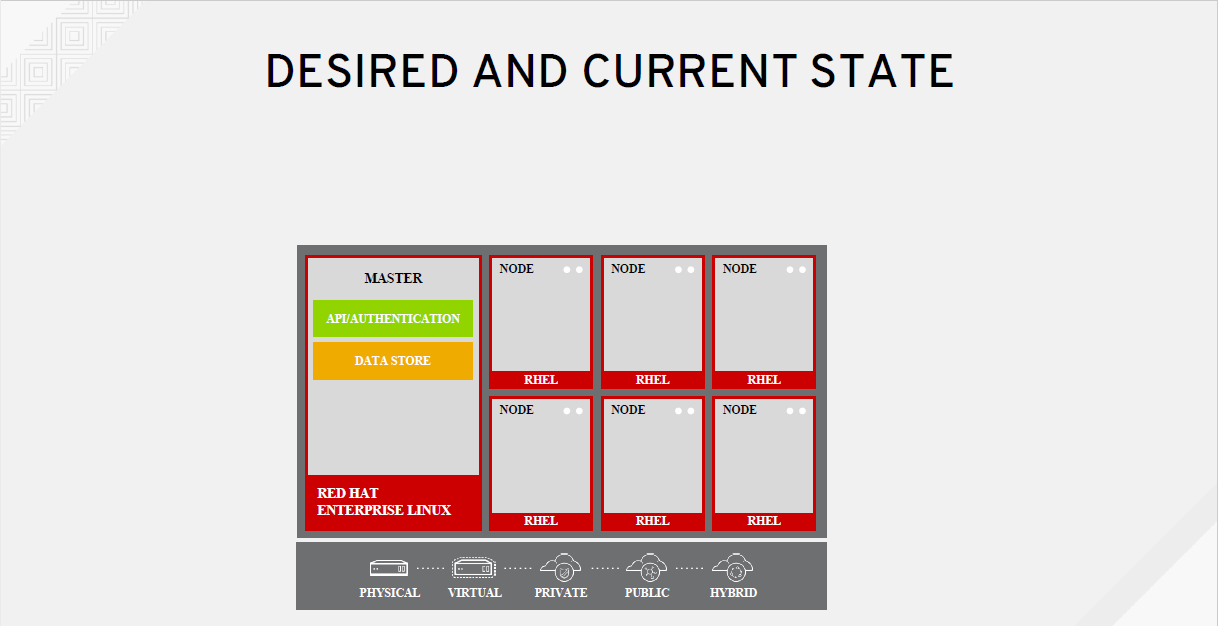 DESIRED AND CURRENT STATE
MASTER
API/AUTHENTICATION
DATA STORE
RED HAT
ENTERPRISE LINUX
NODE
RHEL
NODE
RHEL
NODE
RHEL
NODE
RHEL
NODE
RHEL
NODE
RHEL
PHYSICAL
VIRTUAL
PRIVATE
PUBLIC
HYBRID